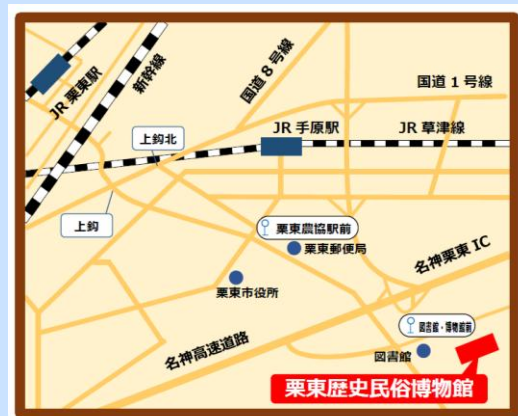 JR 栗東駅
新幹線
国道 8 号線
国道 1 号線
上鈎北
JR 手原駅
JR 草津線
上鈎
栗東農協駅前
栗東郵便局
名神栗東 IC
栗東市役所
図書館・博物館前
名神高速道路
図書館
栗東歴史民俗博物館